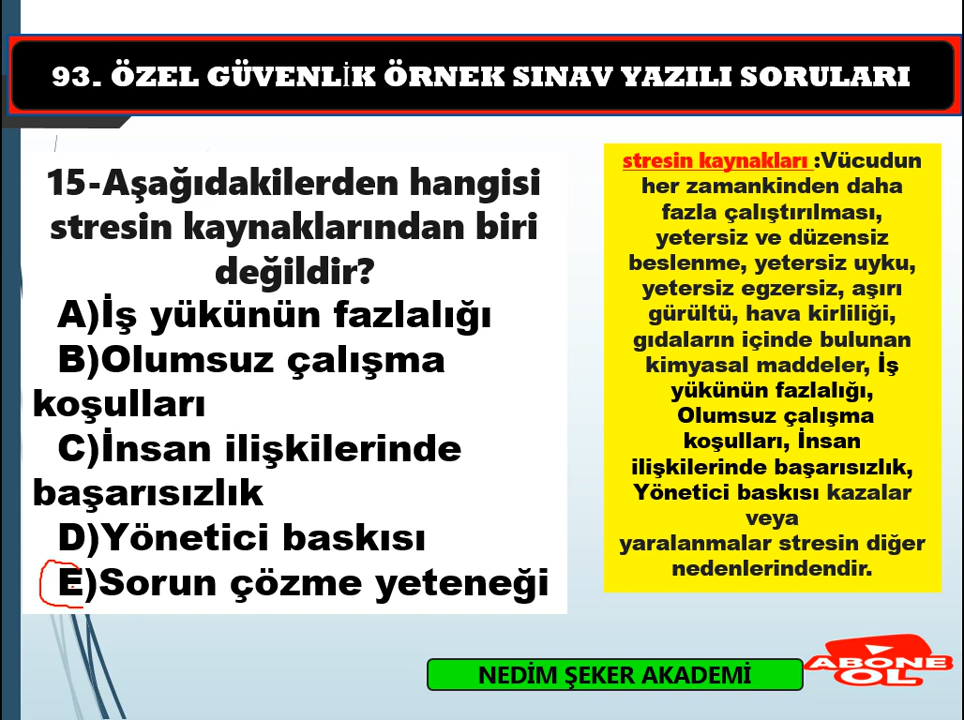 93. ÖZEL GÜVENLİK ÖRNEK SINAV YAZILI SORULARI
15-Aşağıdakilerden hangisi
stresin kaynaklarından biri
değildir?
A)İş yükünün fazlalığı
B)Olumsuz çalışma
koşulları
C)İnsan ilişkilerinde
başarısızlık
D)Yönetici baskısı
E)Sorun çözme yeteneği
stresin kaynakları :Vücudun
her zamankinden daha
fazla çalıştırılması,
yetersiz ve düzensiz
beslenme, yetersiz uyku,
yetersiz egzersiz, aşırı
gürültü, hava kirliliği,
gıdaların içinde bulunan
kimyasal maddeler, İş
yükünün fazlalığı,
Olumsuz çalışma
koşulları, İnsan
ilişkilerinde başarısızlık,
Yönetici baskısı kazalar
veya
yaralanmalar stresin diğer
nedenlerindendir.
NEDİM ŞEKER AKADEMİ
ABONE
OL